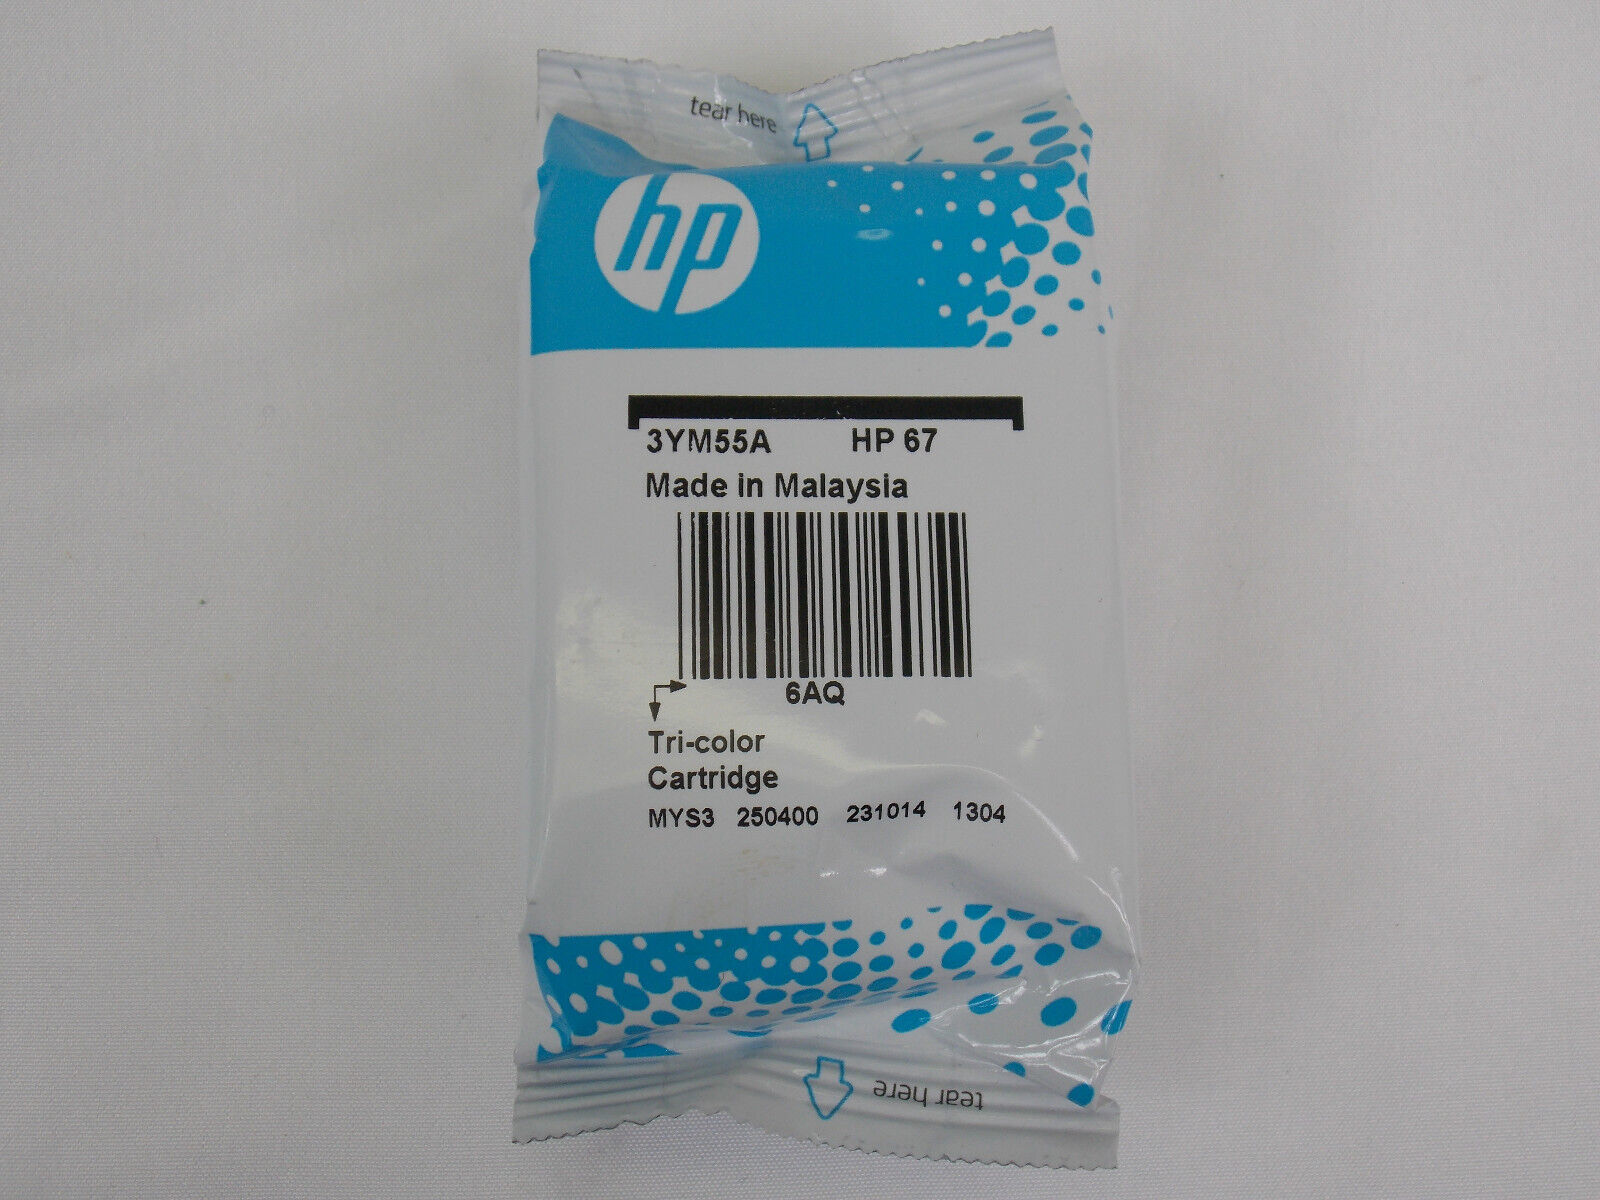 tear here
hp
3YM55A HP 67
Made in Malaysia
6AQ
Tri-color
Cartridge
MYS3 250400 231014 1304
tear here